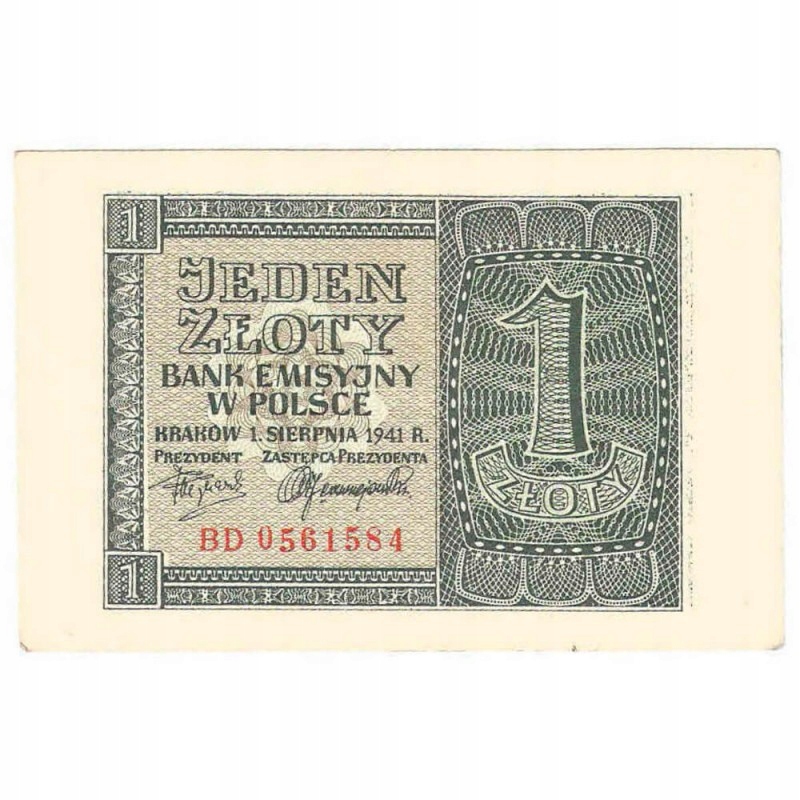 1
JEDEN
ZŁOTY
BANK EMISYJNY
W POLSCE
KRAKÓW 1. SIERPNIA 1941 R.
PREZYDENT ZASTĘPCA PREZYDENTA
BD 0561584
1
1
ZŁOTY